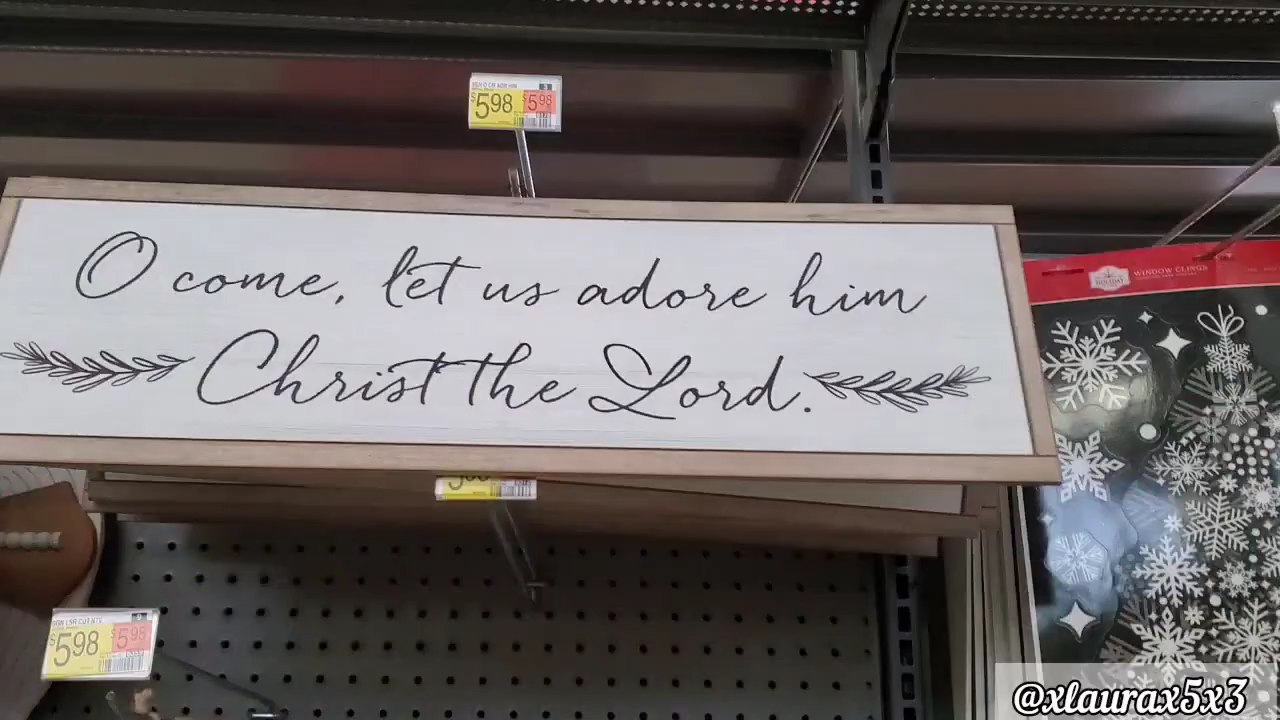 $5.98 $5.98
O come, let us adore him
Christ the Lord.
HOLIDAY
WINDOW CLINGS
$5.98 $5.98
@xlaurax5x3